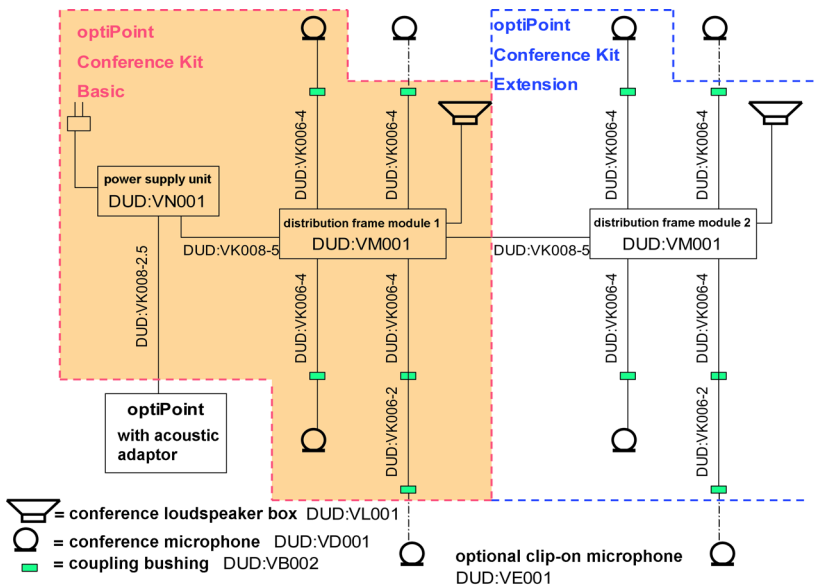 optiPoint
Conference Kit
Basic
optiPoint
Conference Kit
Extension
DUD:VK006-4
DUD:VK006-4
DUD:VK006-4
DUD:VK006-4
power supply unit
DUD:VN001
distribution frame module 1
DUD:VM001
distribution frame module 2
DUD:VM001
DUD:VK008-5
DUD:VK008-5
DUD:VK008-2.5
DUD:VK006-4
DUD:VK006-4
DUD:VK006-4
DUD:VK006-4
optiPoint
with acoustic
adaptor
DUD:VK006-2
DUD:VK006-2
= conference loudspeaker box DUD:VL001
= conference microphone DUD:VD001
= coupling bushing DUD:VB002
optional clip-on microphone
DUD:VE001